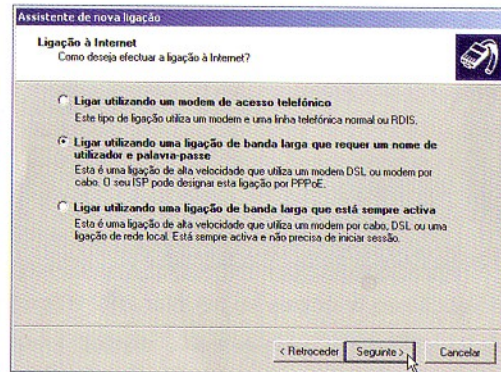 Assistente de nova ligação
Ligação à Internet
Como deseja efectuar a ligação à Internet?
Ligar utilizando um modem de acesso telefónico
Este tipo de ligação utiliza um modem e uma linha telefónica normal ou RDIS.
Ligar utilizando uma ligação de banda larga que requer um nome de
utilizador e palavra-passe
Esta é uma ligação de alta velocidade que utiliza um modem DSL ou modem por
cabo. O seu ISP pode designar esta ligação por PPPoE.
Ligar utilizando uma ligação de banda larga que está sempre activa
Esta é uma ligação de alta velocidade que utiliza um modem por cabo, DSL ou uma
ligação de rede local. Está sempre activa e não precisa de iniciar sessão.
< Retroceder Seguinte > Cancelar